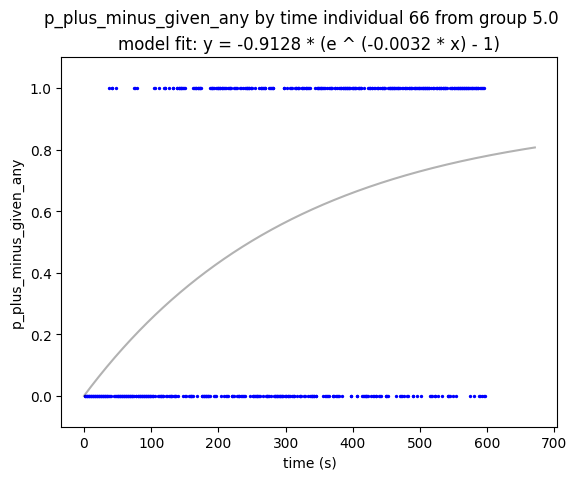 p_plus_minus_given_any by time individual 66 from group 5.0
model fit: y = -0.9128 * (e ^ (-0.0032 * x) - 1)
1.0
0.8
0.6
0.4
0.2
0.0
p_plus_minus_given_any
0 100 200 300 400 500 600 700
time (s)